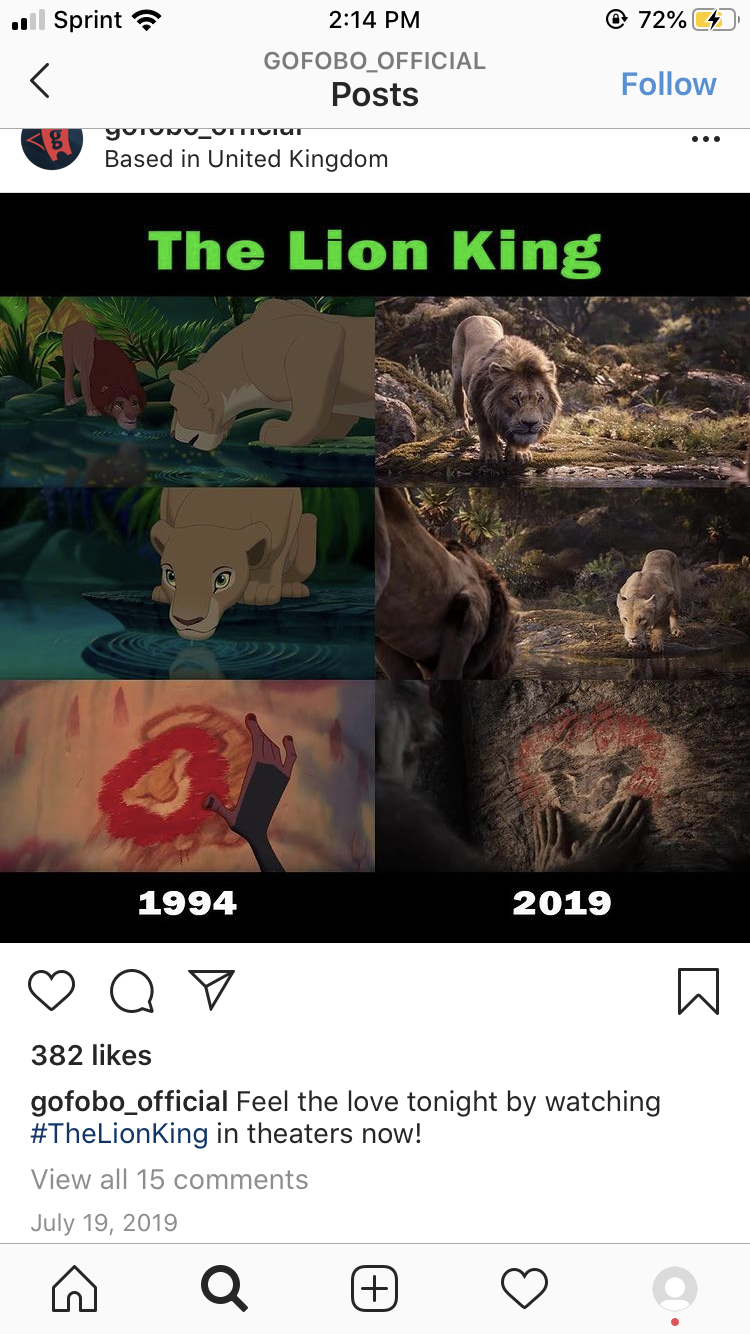 Sprint 2:14 PM 72%
GOFOBO_OFFICIAL
Posts
Follow
gofobo_official
Based in United Kingdom
The Lion King
1994 2019
382 likes
gofobo_official Feel the love tonight by watching
#TheLionKing in theaters now!
View all 15 comments
July 19, 2019